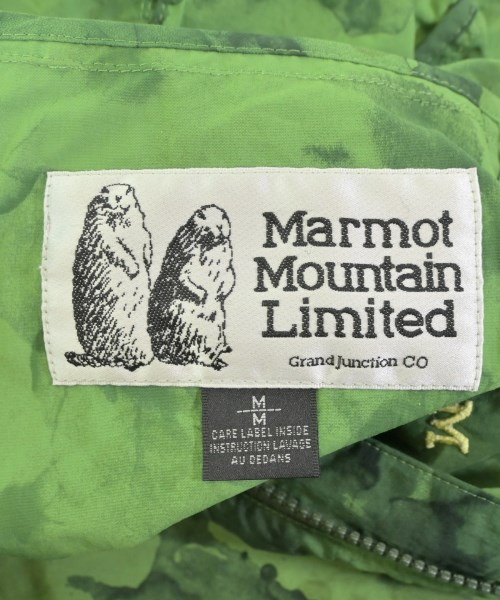 Marmot
Mountain
Limited
Grand Junction CO
M
M
CARE LABEL INSIDE
INSTRUCTION LAVAGE
AU DEDANS
M